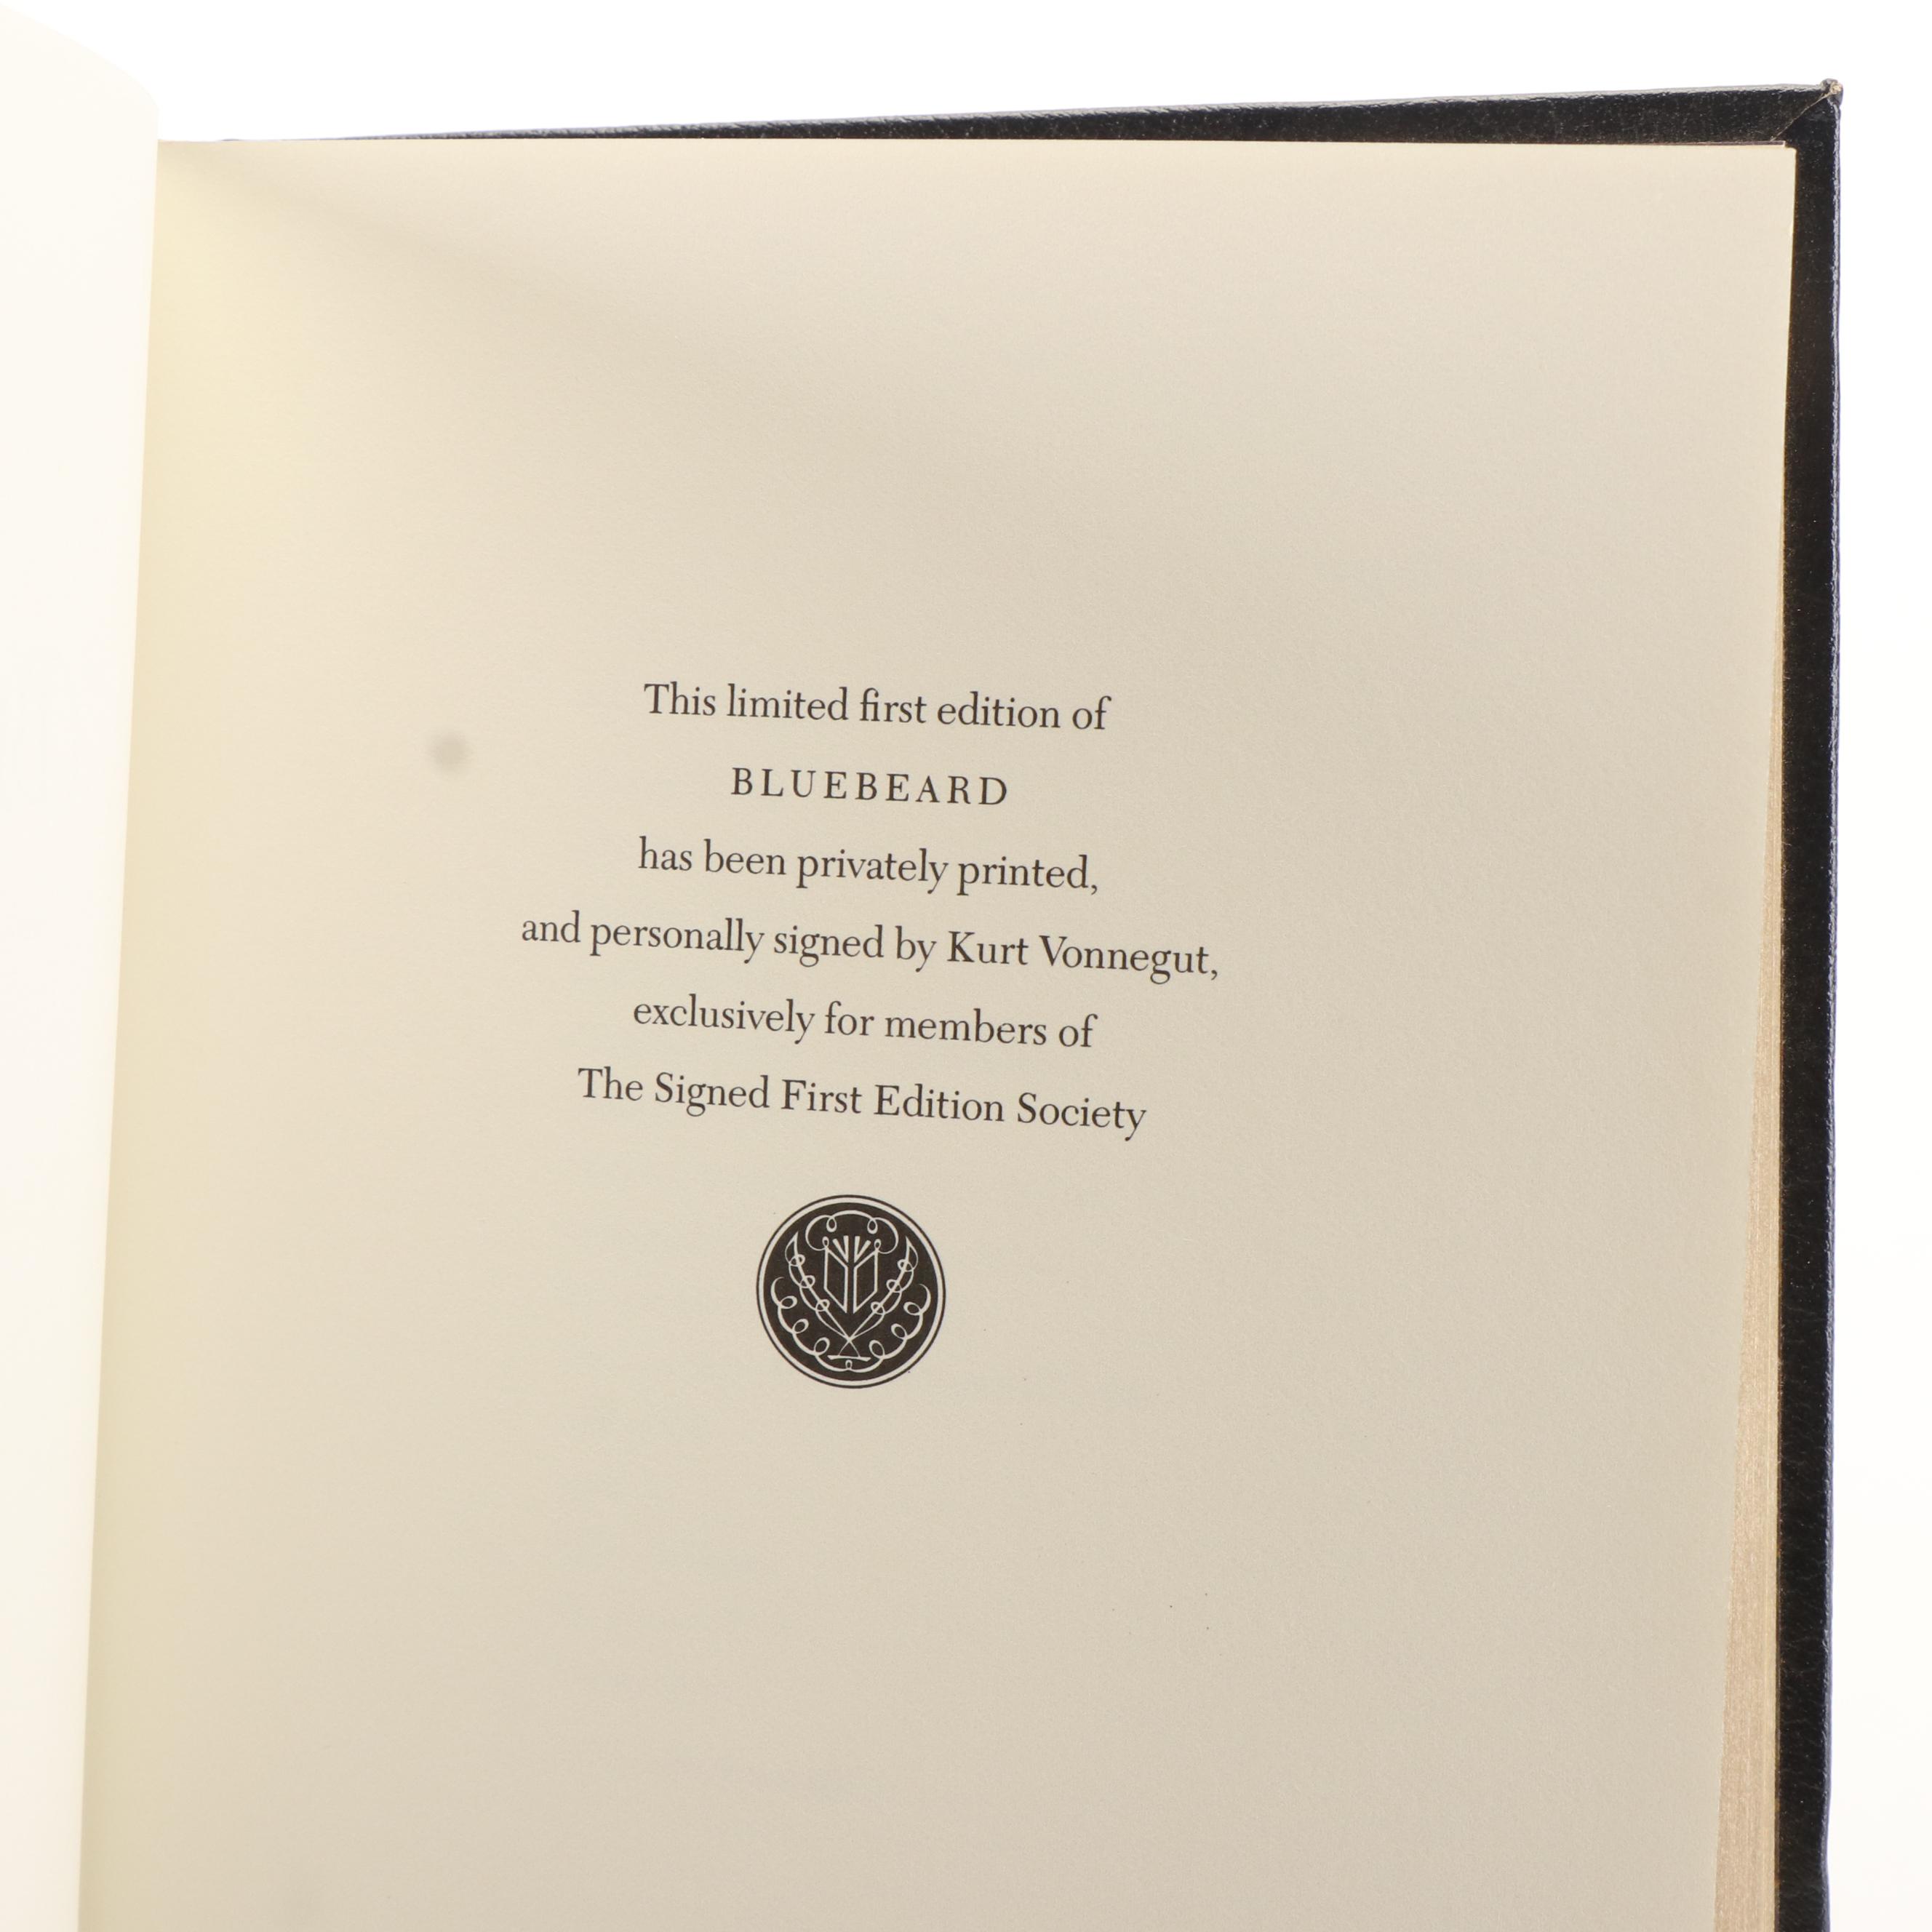 This limited first edition of
BLUEBEARD
has been privately printed,
and personally signed by Kurt Vonnegut,
exclusively for members of
The Signed First Edition Society